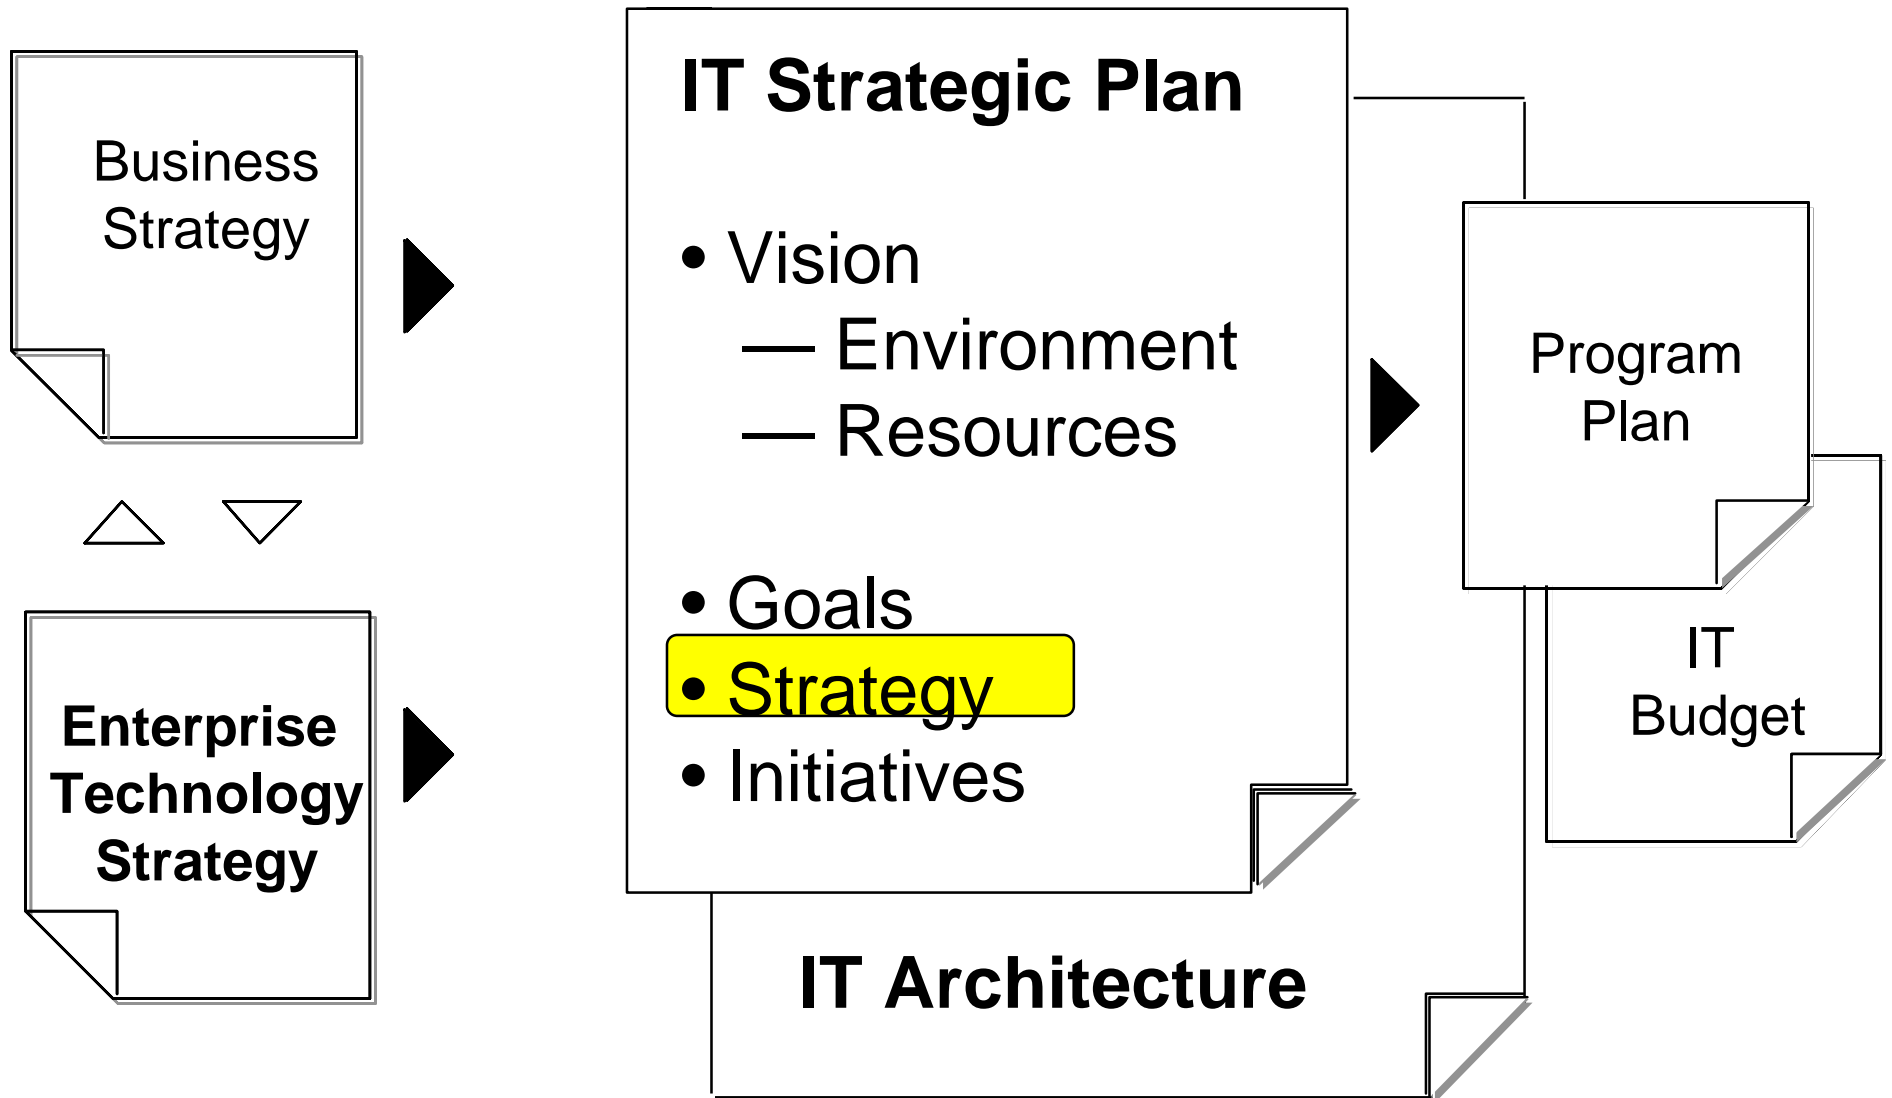 Business
Strategy
Enterprise
Technology
Strategy
IT Strategic Plan
• Vision
— Environment
— Resources
• Goals
• Strategy
• Initiatives
IT Architecture
Program
Plan
IT
Budget